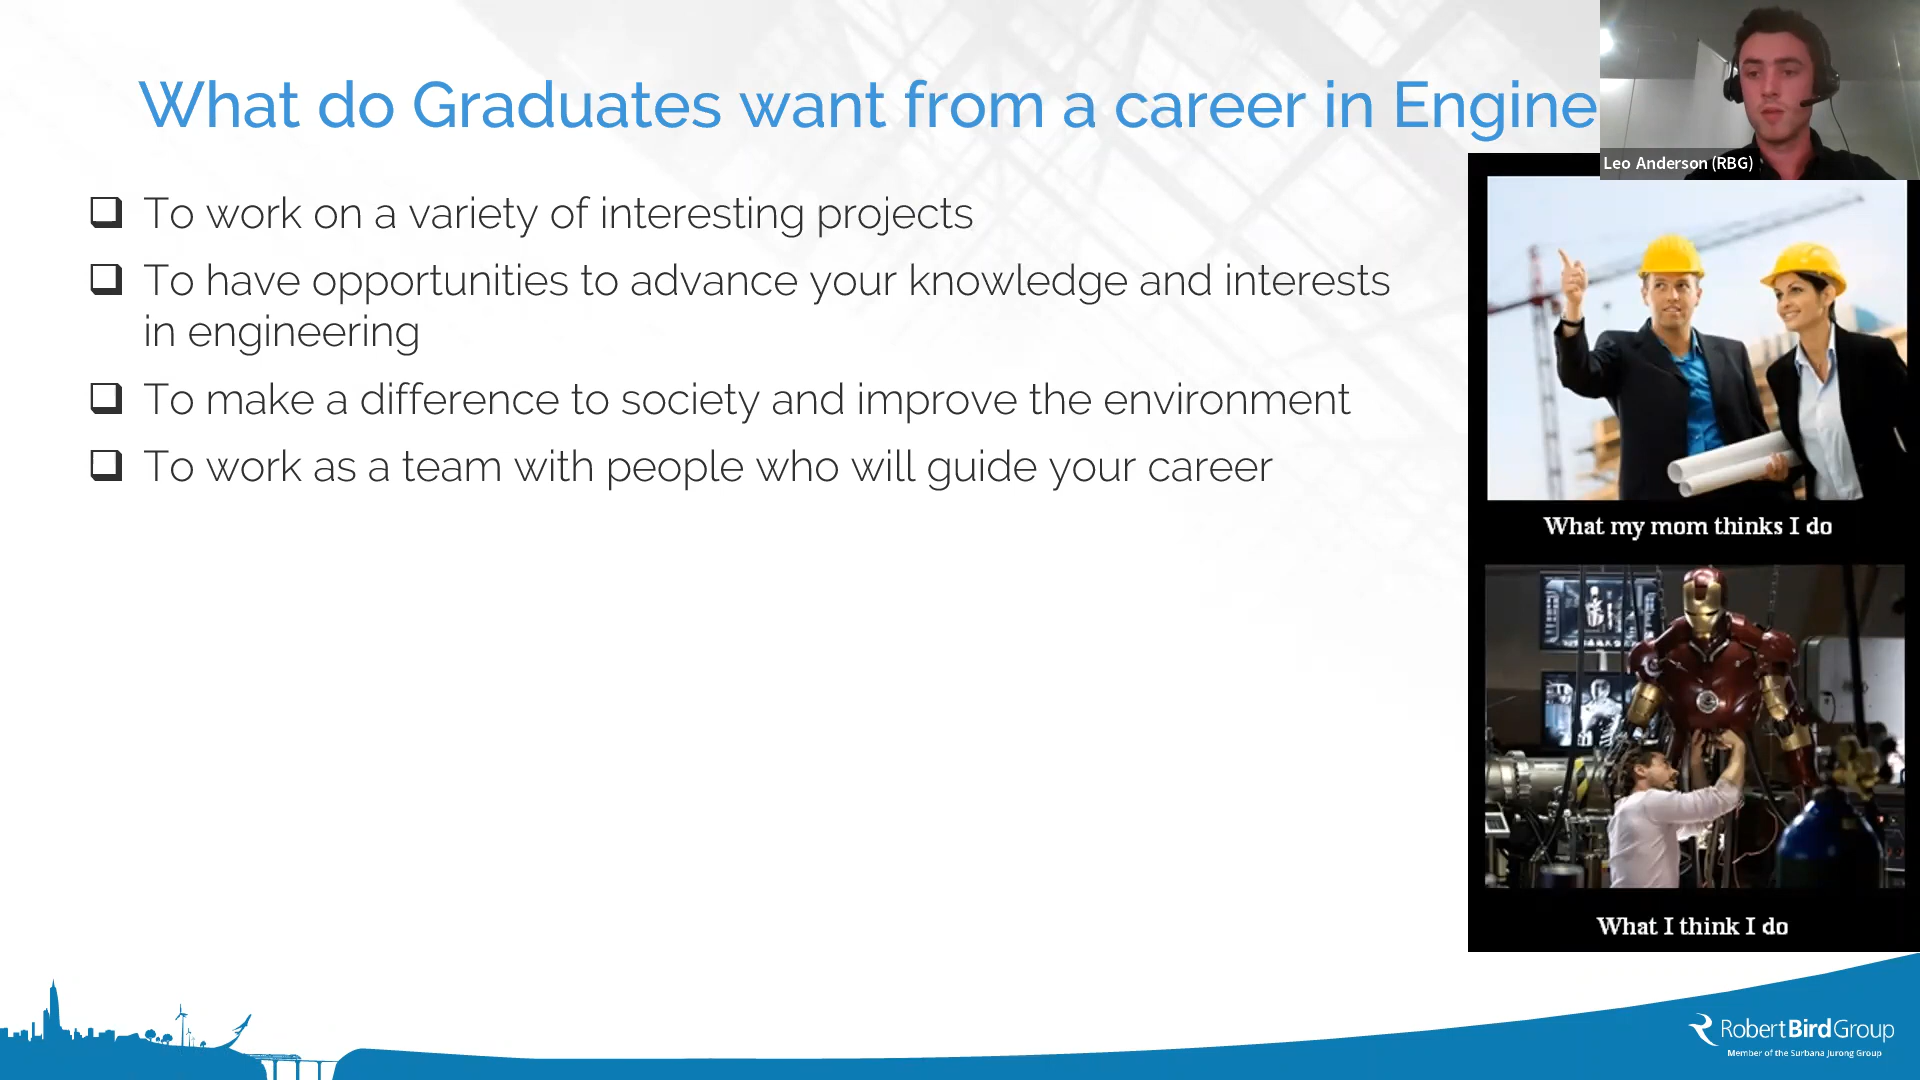 What do Graduates want from a career in Engine
Leo Anderson (RBG)
❑ To work on a variety of interesting projects
❑ To have opportunities to advance your knowledge and interests
in engineering
❑ To make a difference to society and improve the environment
❑ To work as a team with people who will guide your career
What my mom thinks I do
What I think I do
RobertBirdGroup
Member of the Surbana Jurong Group